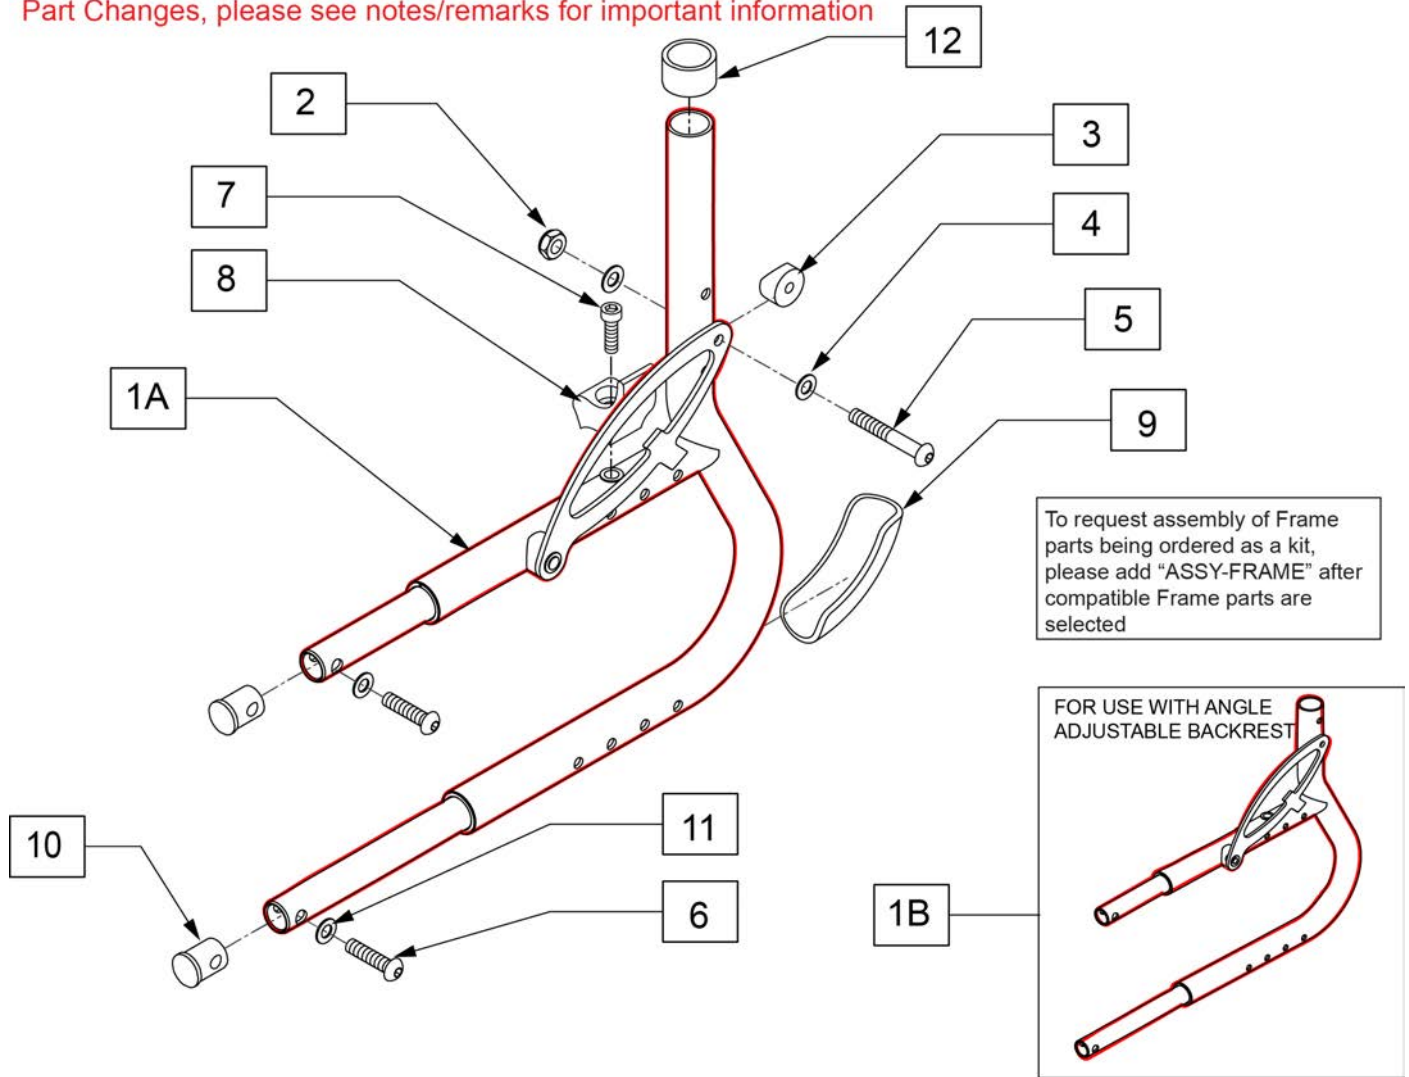 Part Changes, please see notes/remarks for important information
12
2
3
7
4
8
5
1A
9
To request assembly of Frame
parts being ordered as a kit,
please add “ASSY-FRAME” after
compatible Frame parts are
selected
FOR USE WITH ANGLE
ADJUSTABLE BACKREST
11
10
6
1B